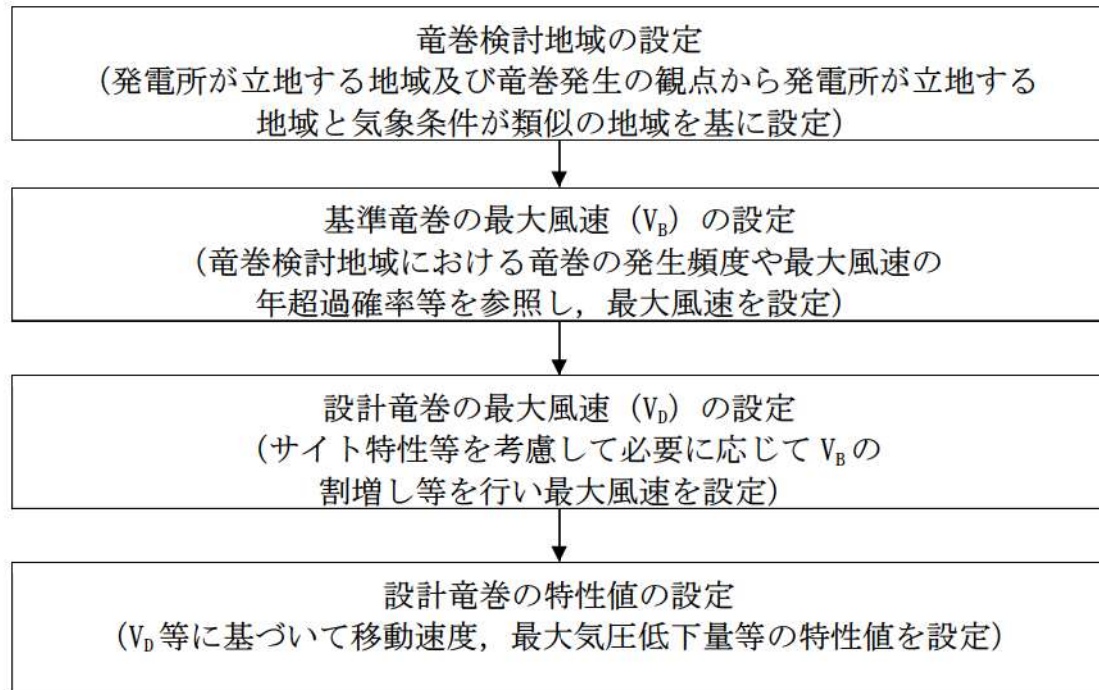 竜巻検討地域の設定
(発電所が立地する地域及び竜巻発生の観点から発電所が立地する
地域と気象条件が類似の地域を基に設定)
基準竜巻の最大風速（VB）の設定
(竜巻検討地域における竜巻の発生頻度や最大風速の
年超過確率等を参照し，最大風速を設定)
設計竜巻の最大風速（VD）の設定
(サイト特性等を考慮して必要に応じて VBの
割増し等を行い最大風速を設定)
設計竜巻の特性値の設定
(VD等に基づいて移動速度，最大気圧低下量等の特性値を設定)